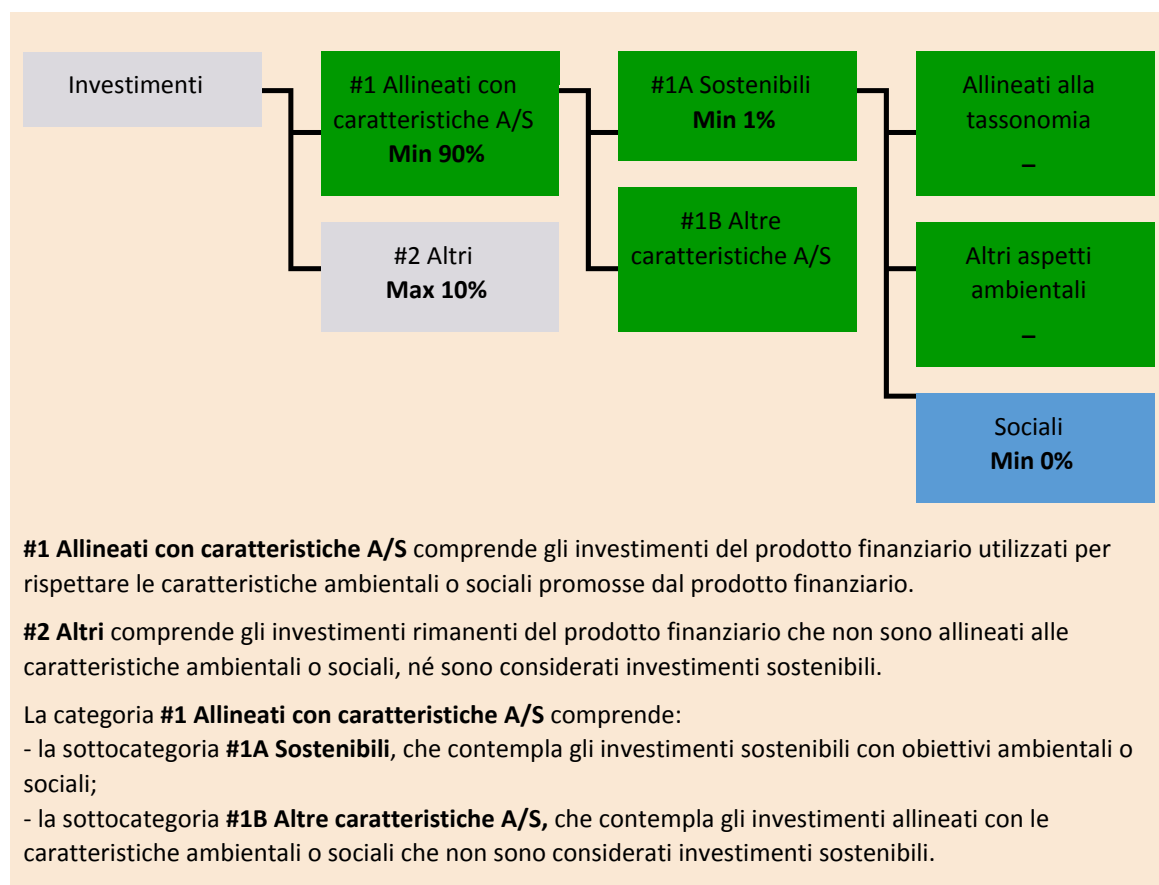 Investimenti
#1 Allineati con
caratteristiche A/S
Min 90%
#2 Altri
Max 10%
#1A Sostenibili
Min 1%
#1B Altre
caratteristiche A/S
Allineati alla
tassonomia
–
Altri aspetti
ambientali
–
Sociali
Min 0%
#1 Allineati con caratteristiche A/S comprende gli investimenti del prodotto finanziario utilizzati per
rispettare le caratteristiche ambientali o sociali promosse dal prodotto finanziario.
#2 Altri comprende gli investimenti rimanenti del prodotto finanziario che non sono allineati alle
caratteristiche ambientali o sociali, né sono considerati investimenti sostenibili.
La categoria #1 Allineati con caratteristiche A/S comprende:
- la sottocategoria #1A Sostenibili, che contempla gli investimenti sostenibili con obiettivi ambientali o
sociali;
- la sottocategoria #1B Altre caratteristiche A/S, che contempla gli investimenti allineati con le
caratteristiche ambientali o sociali che non sono considerati investimenti sostenibili.